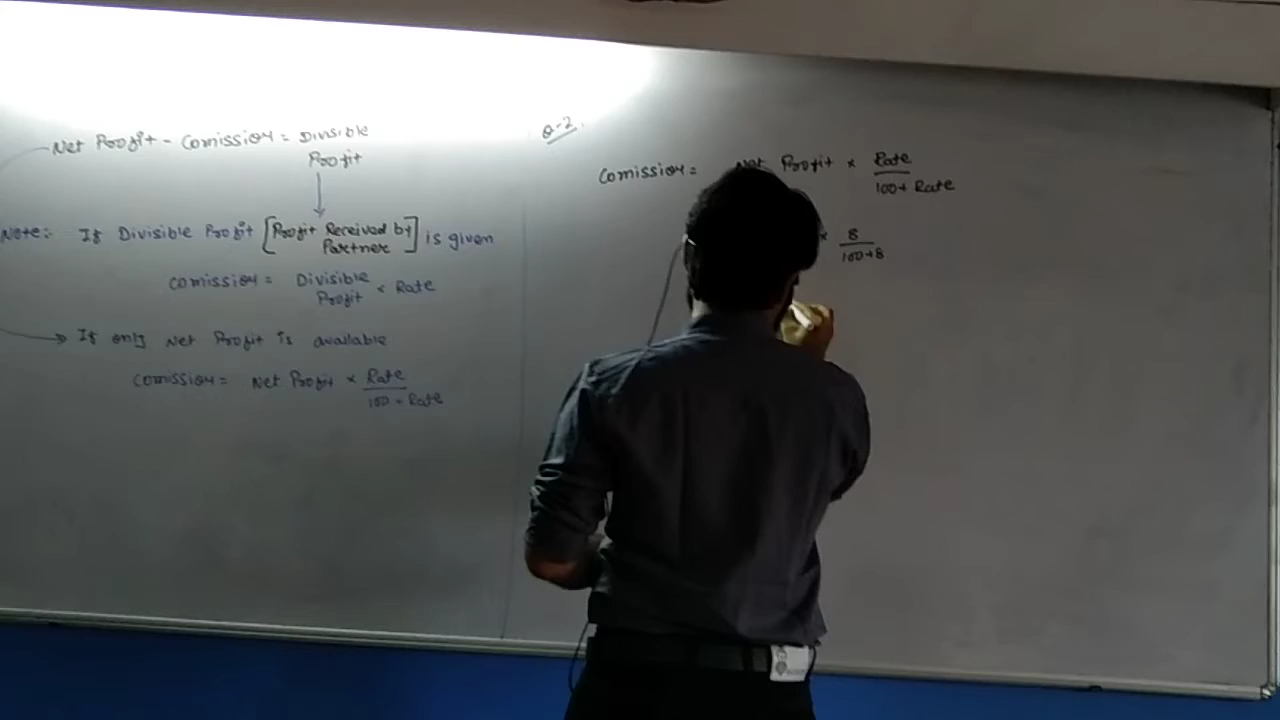 Net Profit - Comission = Divisible
Profit
Note:- If Divisible Profit [Profit Received by
Partner] is given
Comission = Divisible
Profit × Rate
If only Net Profit is available
Comission = Net Profit × Rate
100 + Rate
Q-2.
Comission = Net Profit × Rate
100 + Rate
× 8
100+8